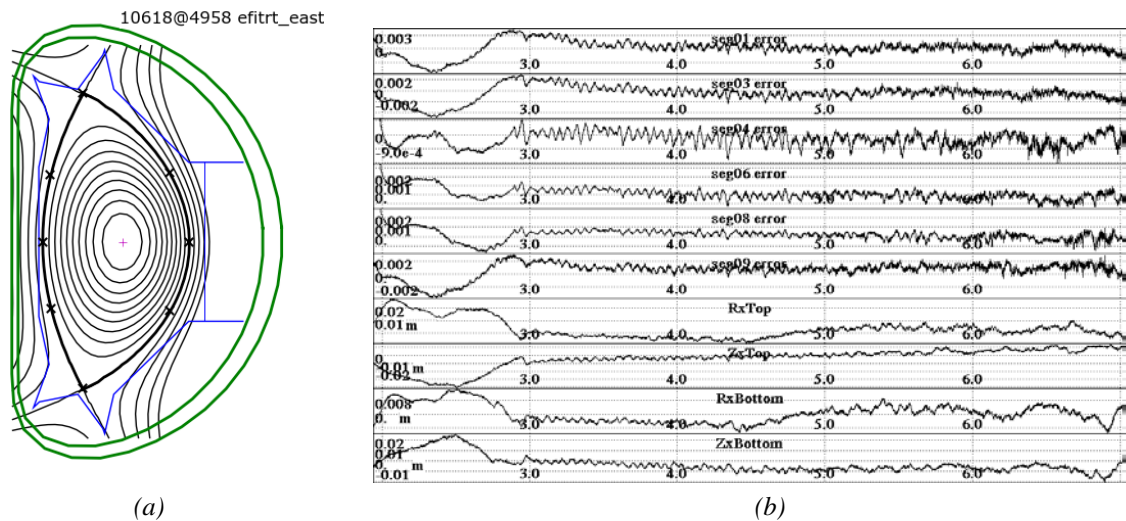 10618@4958 efitrt_east
0.003
0.
seg01 error
3.0 4.0 5.0 6.0
0.002
0.
-0.002
seg03 error
3.0 4.0 5.0 6.0
0.
-9.0e-4
seg04 error
3.0 4.0 5.0 6.0
0.002
0.001
0.
seg06 error
3.0 4.0 5.0 6.0
0.002
0.001
0.
seg08 error
3.0 4.0 5.0 6.0
0.002
0.
-0.002
seg09 error
3.0 4.0 5.0 6.0
0.02
0.01 m
RxTop
3.0 4.0 5.0 6.0
0.
-0.01 m
-0.02
ZxTop
3.0 4.0 5.0 6.0
0.008
0. m
RxBottom
3.0 4.0 5.0 6.0
0.02
0.01
0.
-0.01 m
ZxBottom
3.0 4.0 5.0 6.0
(a) (b)